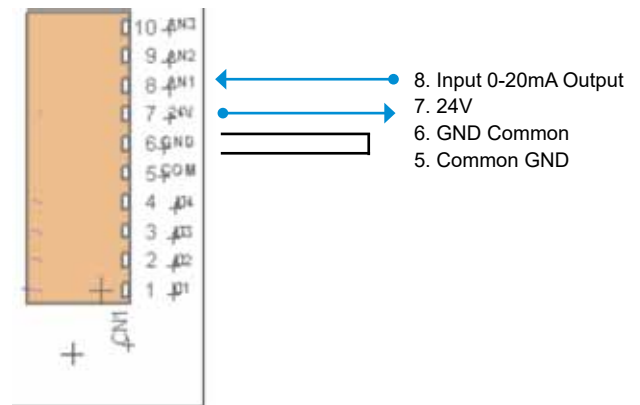 10 AN3
9 AN2
8 AN1
7 24V
6 GND
5 COM
4 D4
3 D3
2 D2
1 D1
CN1
8. Input 0-20mA Output
7. 24V
6. GND Common
5. Common GND